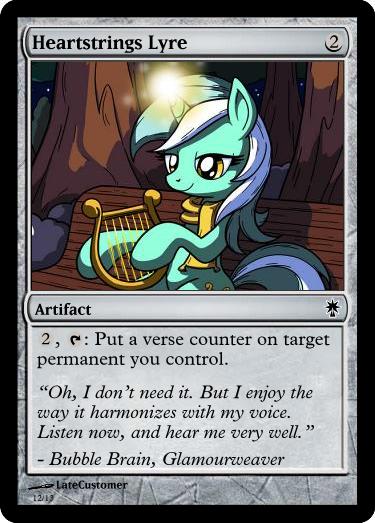 Heartstrings Lyre 2
Artifact
2 , : Put a verse counter on target
permanent you control.
“Oh, I don’t need it. But I enjoy the
way it harmonizes with my voice.
Listen now, and hear me very well.”
- Bubble Brain, Glamourweaver
LateCustomer
12/13